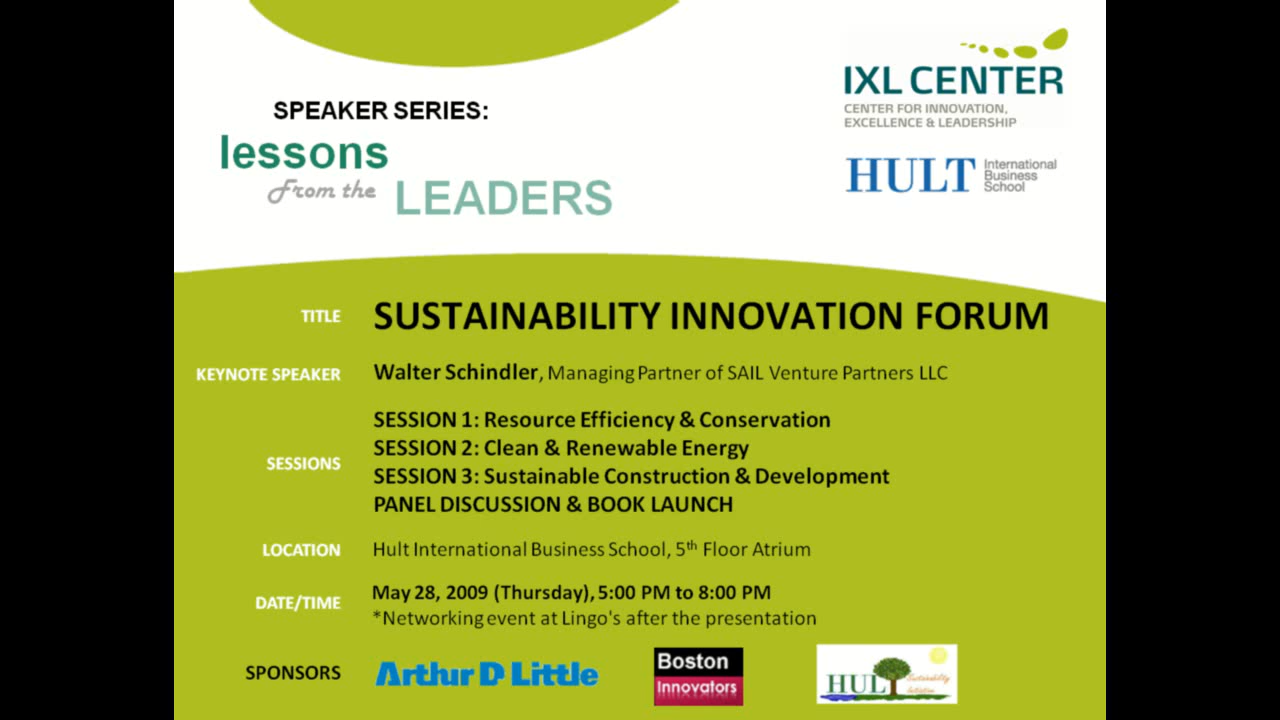 SPEAKER SERIES:
lessons
From the LEADERS
IXL CENTER
CENTER FOR INNOVATION,
EXCELLENCE & LEADERSHIP
HULT International
Business
School
TITLE SUSTAINABILITY INNOVATION FORUM
KEYNOTE SPEAKER Walter Schindler, Managing Partner of SAIL Venture Partners LLC
SESSIONS
SESSION 1: Resource Efficiency & Conservation
SESSION 2: Clean & Renewable Energy
SESSION 3: Sustainable Construction & Development
PANEL DISCUSSION & BOOK LAUNCH
LOCATION Hult International Business School, 5th Floor Atrium
DATE/TIME
May 28, 2009 (Thursday), 5:00 PM to 8:00 PM
*Networking event at Lingo's after the presentation
SPONSORS Arthur D Little
Boston
Innovators
HULT Sustainability
Initiative